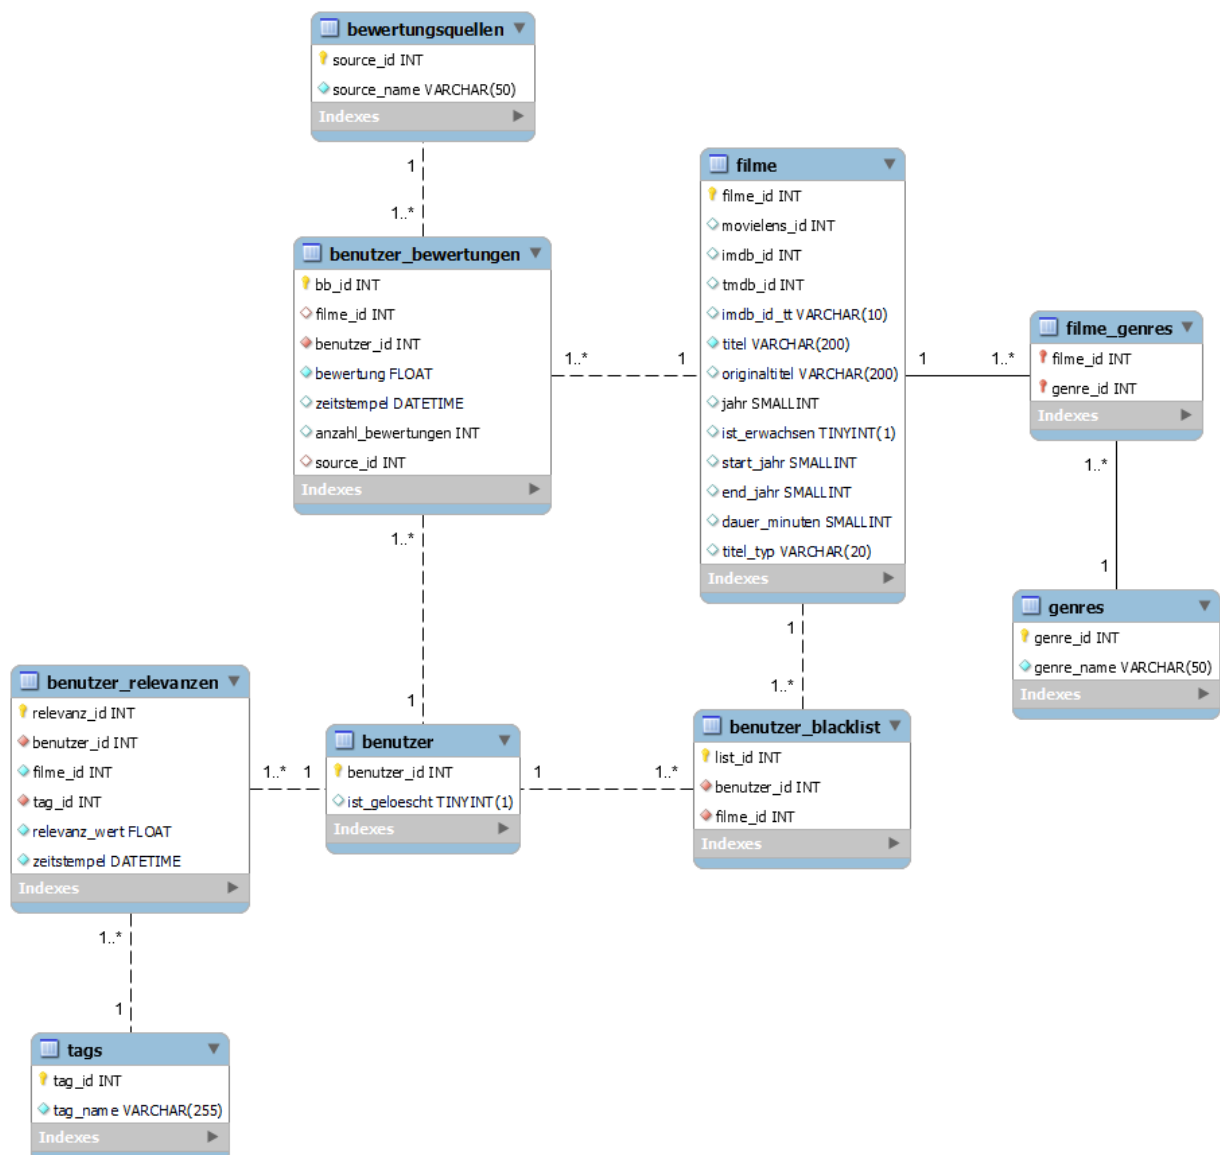 bewertungsquellen
source_id INT
source_name VARCHAR(50)
Indexes
1
1..*
benutzer_bewertungen
bb_id INT
filme_id INT
benutzer_id INT
bewertung FLOAT
zeitstempel DATETIME
anzahl_bewertungen INT
source_id INT
Indexes
1..*
1
filme
filme_id INT
movielens_id INT
imdb_id INT
tmdb_id INT
imdb_id_tt VARCHAR(10)
titel VARCHAR(200)
originaltitel VARCHAR(200)
jahr SMALLINT
ist_erwachsen TINYINT(1)
start_jahr SMALLINT
end_jahr SMALLINT
dauer_minuten SMALLINT
titel_typ VARCHAR(20)
Indexes
1
1..*
filme_genres
filme_id INT
genre_id INT
Indexes
1..*
1
genres
genre_id INT
genre_name VARCHAR(50)
Indexes
1..*
1
1
1..*
benutzer_relevanzen
relevanz_id INT
benutzer_id INT
filme_id INT
tag_id INT
relevanz_wert FLOAT
zeitstempel DATETIME
Indexes
1..*
1
benutzer
benutzer_id INT
ist_geloescht TINYINT(1)
Indexes
1
1..*
benutzer_blacklist
list_id INT
benutzer_id INT
filme_id INT
Indexes
1..*
1
tags
tag_id INT
tag_name VARCHAR(255)
Indexes